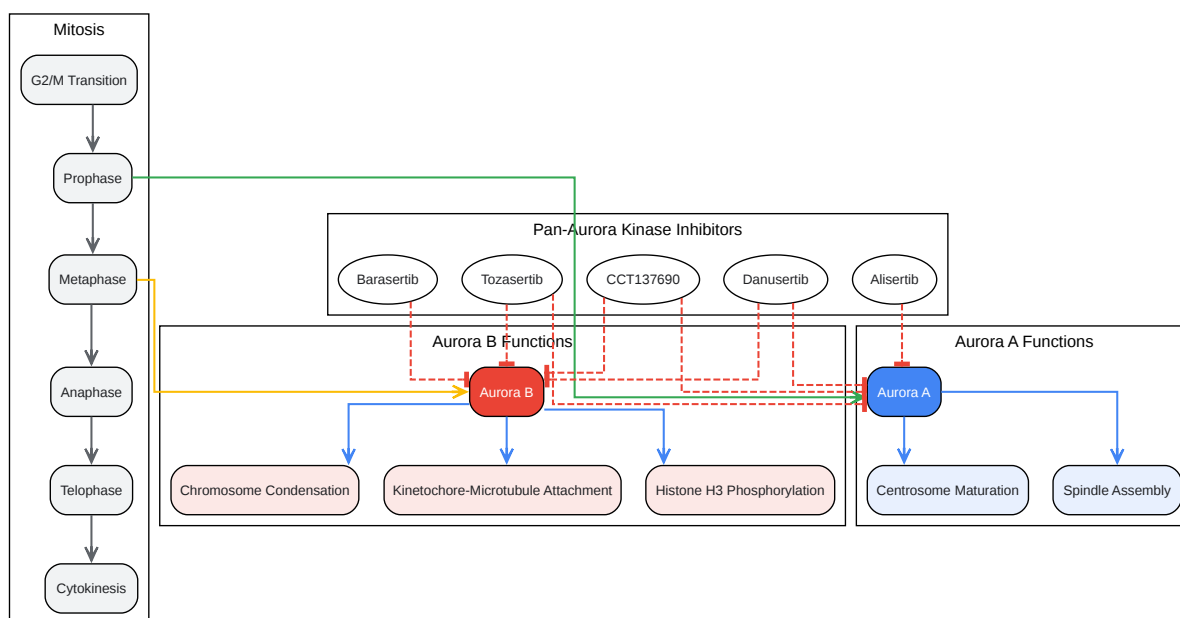 Mitosis
G2/M Transition
Prophase
Metaphase
Anaphase
Telophase
Cytokinesis
Pan-Aurora Kinase Inhibitors
Barasertib
Tozasertib
CCT137690
Danusertib
Alisertib
Aurora B Functions
Aurora B
Chromosome Condensation
Kinetochore-Microtubule Attachment
Histone H3 Phosphorylation
Aurora A Functions
Aurora A
Centrosome Maturation
Spindle Assembly